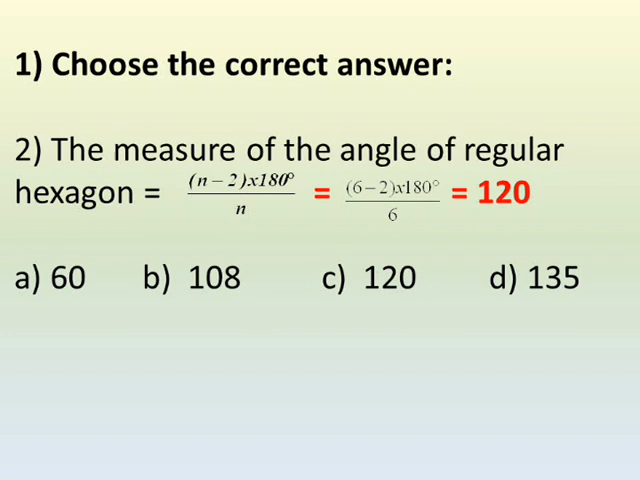 1) Choose the correct answer:
2) The measure of the angle of regular
hexagon = (n – 2)x180° / n = (6–2)x180° / 6 = 120
a) 60 b) 108 c) 120 d) 135